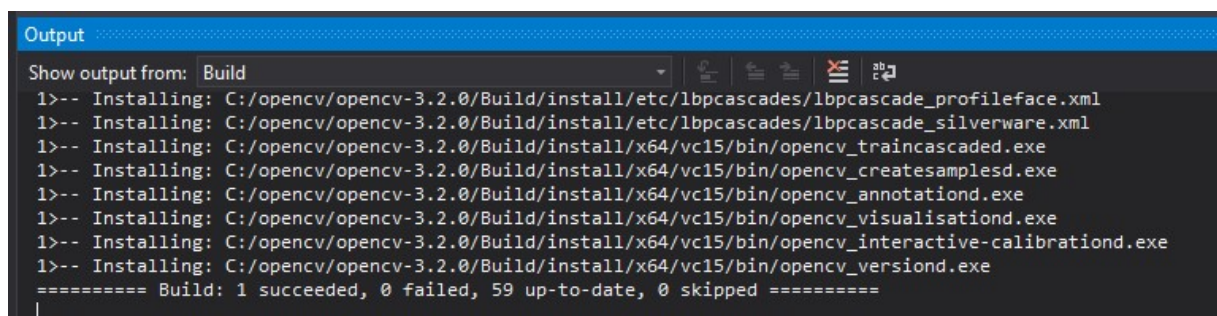 Output
Show output from: Build
1>-- Installing: C:/opencv/opencv-3.2.0/Build/install/etc/lbpcascades/lbpcascade_profileface.xml
1>-- Installing: C:/opencv/opencv-3.2.0/Build/install/etc/lbpcascades/lbpcascade_silverware.xml
1>-- Installing: C:/opencv/opencv-3.2.0/Build/install/x64/vc15/bin/opencv_traincascaded.exe
1>-- Installing: C:/opencv/opencv-3.2.0/Build/install/x64/vc15/bin/opencv_createsamplesd.exe
1>-- Installing: C:/opencv/opencv-3.2.0/Build/install/x64/vc15/bin/opencv_annotationd.exe
1>-- Installing: C:/opencv/opencv-3.2.0/Build/install/x64/vc15/bin/opencv_visualisationd.exe
1>-- Installing: C:/opencv/opencv-3.2.0/Build/install/x64/vc15/bin/opencv_interactive-calibrationd.exe
1>-- Installing: C:/opencv/opencv-3.2.0/Build/install/x64/vc15/bin/opencv_versiond.exe
========== Build: 1 succeeded, 0 failed, 59 up-to-date, 0 skipped ==========